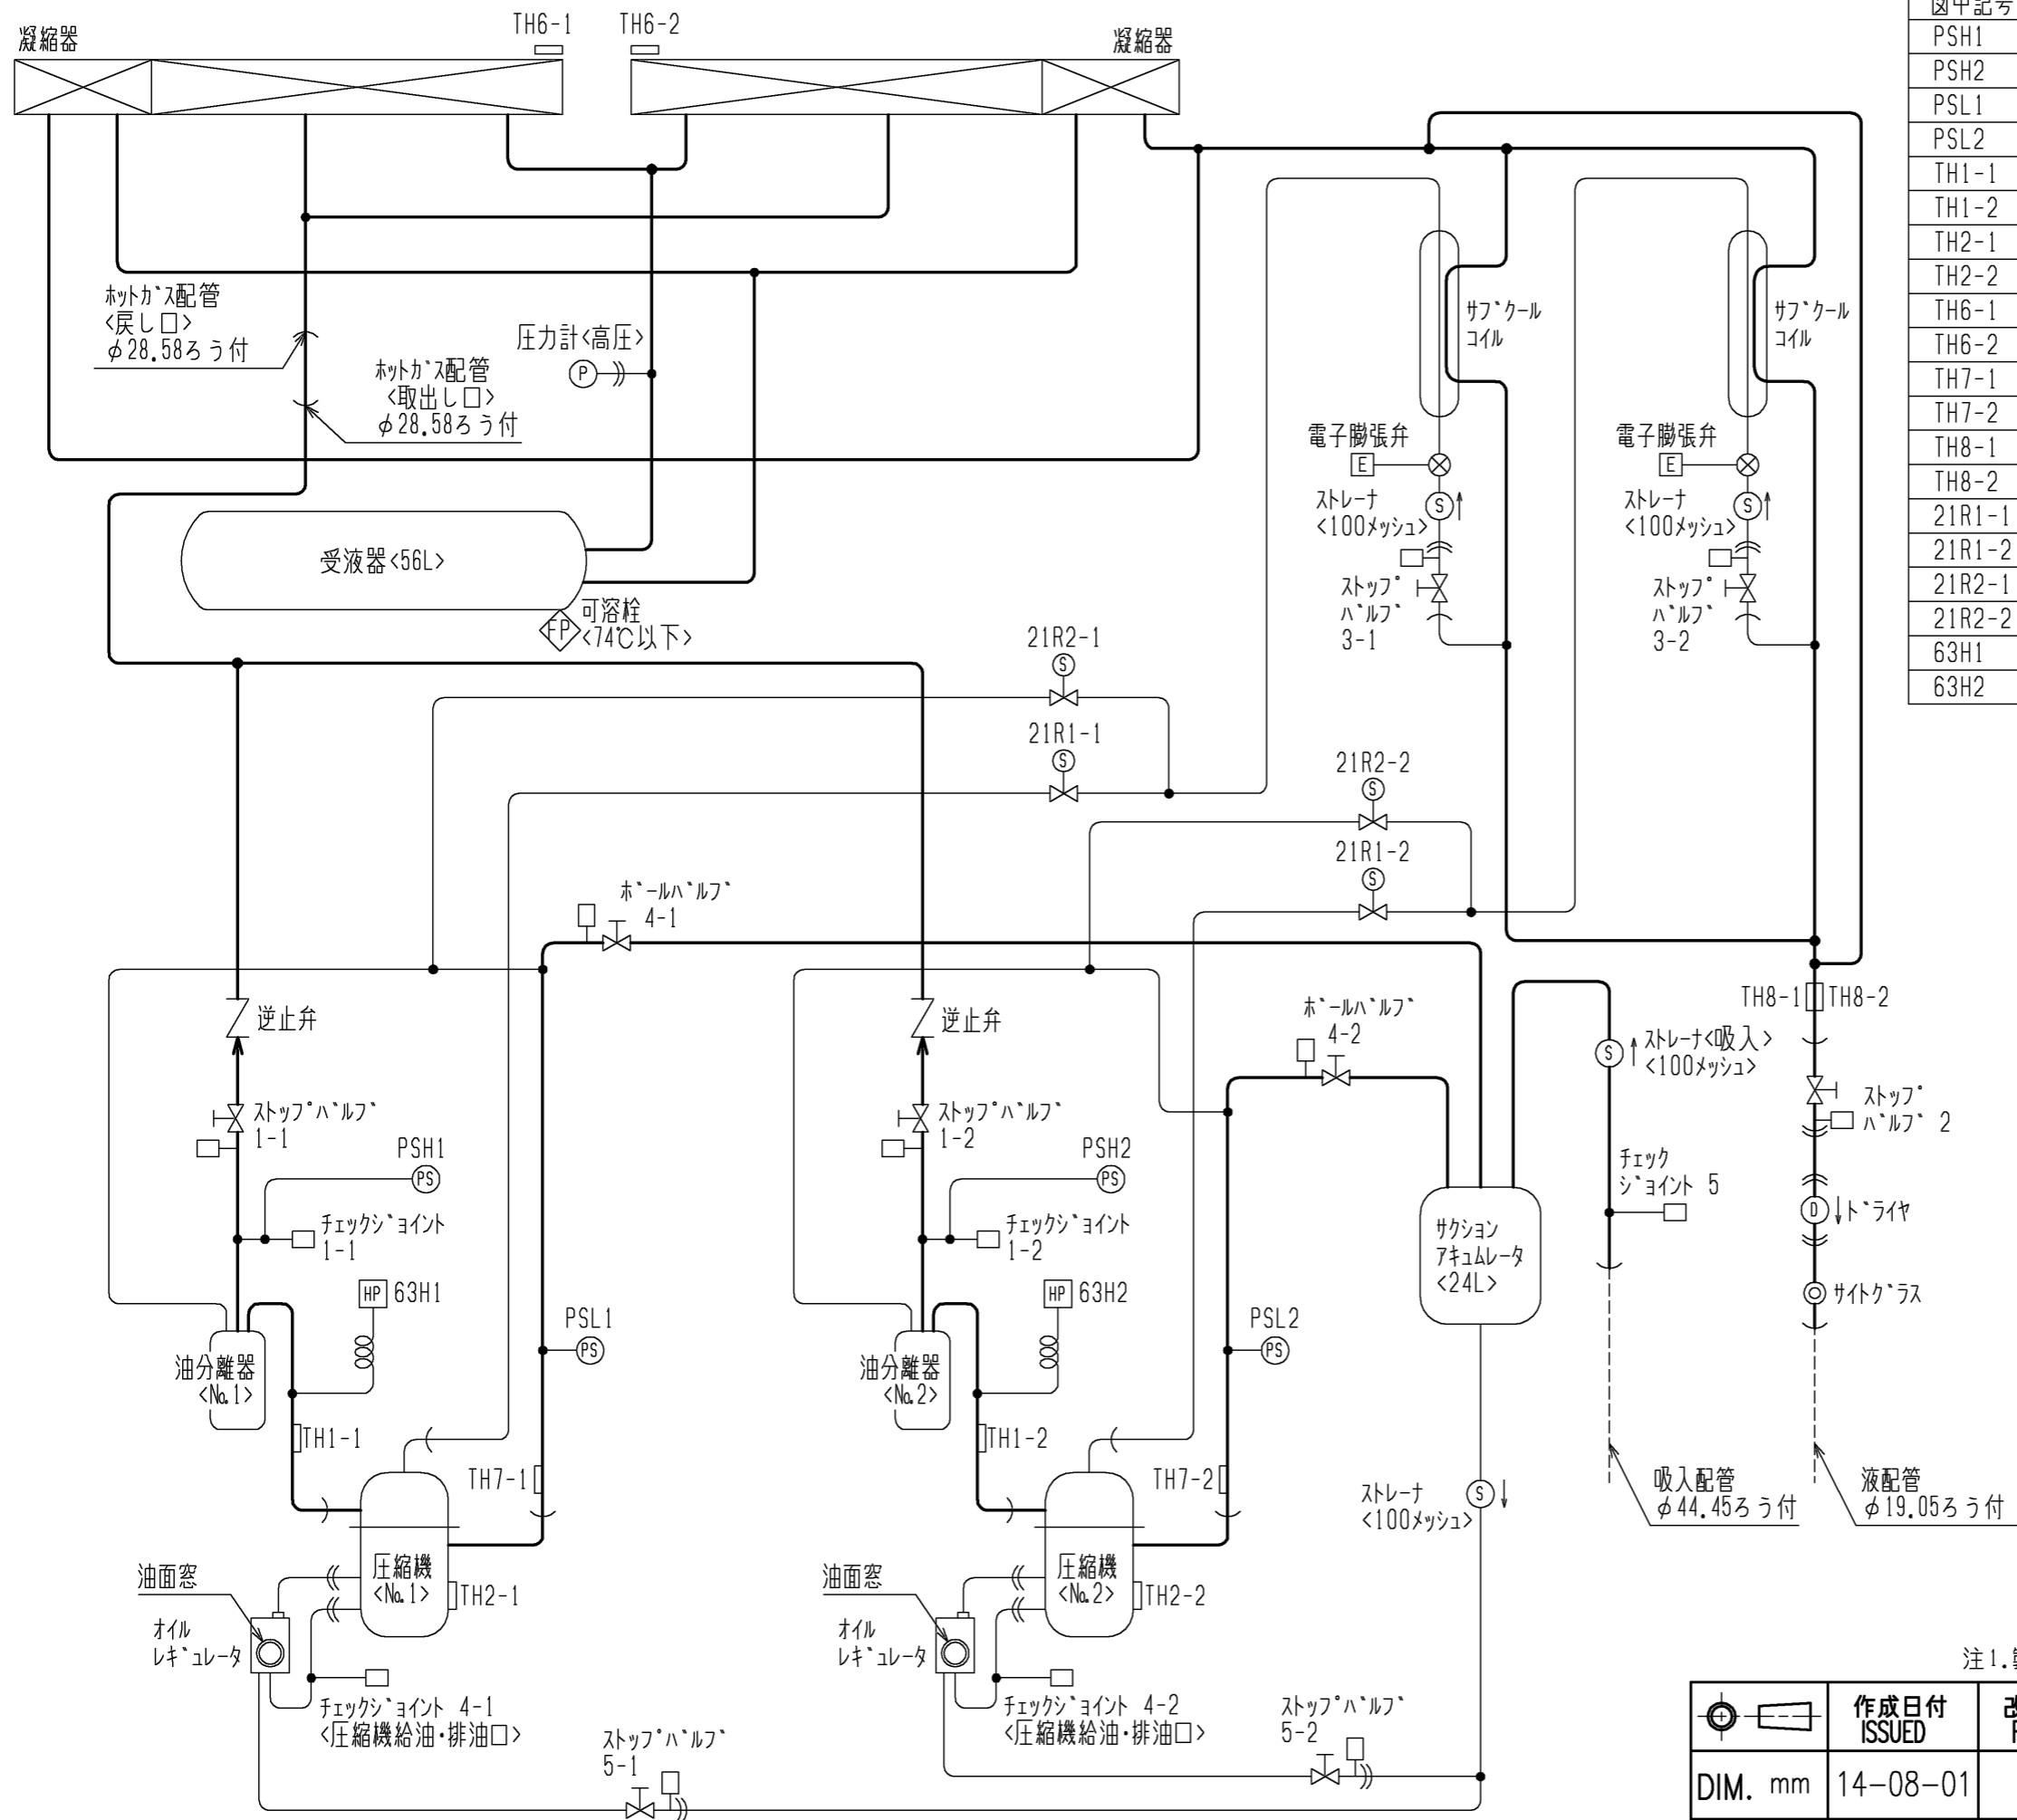 凝縮器
TH6-1
TH6-2
凝縮器
PSH1
PSH2
PSL1
PSL2
TH1-1
TH1-2
TH2-1
TH2-2
TH6-1
TH6-2
TH7-1
TH7-2
TH8-1
TH8-2
21R1-1
21R1-2
21R2-1
21R2-2
63H1
63H2
ホットガス配管
<戻し口>
φ28.58ろう付
ホットガス配管
<取出し口>
φ28.58ろう付
圧力計<高圧>
P
サブクール
コイル
サブクール
コイル
電子膨張弁
E
電子膨張弁
E
ストレーナ
<100メッシュ>
S
ストレーナ
<100メッシュ>
S
ストップ
バルブ
3-1
ストップ
バルブ
3-2
受液器<56L>
FP
可溶栓
<74℃以下>
21R2-1
S
21R1-1
S
21R2-2
S
21R1-2
S
ボールバルブ
4-1
逆止弁
逆止弁
ボールバルブ
4-2
TH8-1
TH8-2
S
ストレーナ<吸入>
<100メッシュ>
ストップバルブ
1-1
ストップバルブ
1-2
ストップ
バルブ 2
PSH1
PS
PSH2
PS
チェックジョイント
1-1
チェックジョイント
1-2
チェック
ジョイント 5
D
ドライヤ
サクション
アキュムレータ
<24L>
サイトグラス
HP
63H1
HP
63H2
PSL1
PS
PSL2
PS
油分離器
<No.1>
油分離器
<No.2>
TH1-1
TH7-1
TH1-2
TH7-2
ストレーナ
<100メッシュ>
S
吸入配管
φ44.45ろう付
液配管
φ19.05ろう付
油面窓
圧縮機
<No.1>
TH2-1
油面窓
圧縮機
<No.2>
TH2-2
オイル
レギュレータ
オイル
レギュレータ
チェックジョイント 4-1
<圧縮機給油・排油口>
チェックジョイント 4-2
<圧縮機給油・排油口>
ストップバルブ
5-1
ストップバルブ
5-2
注1.
作成日付
ISSUED
DIM. mm
14-08-01